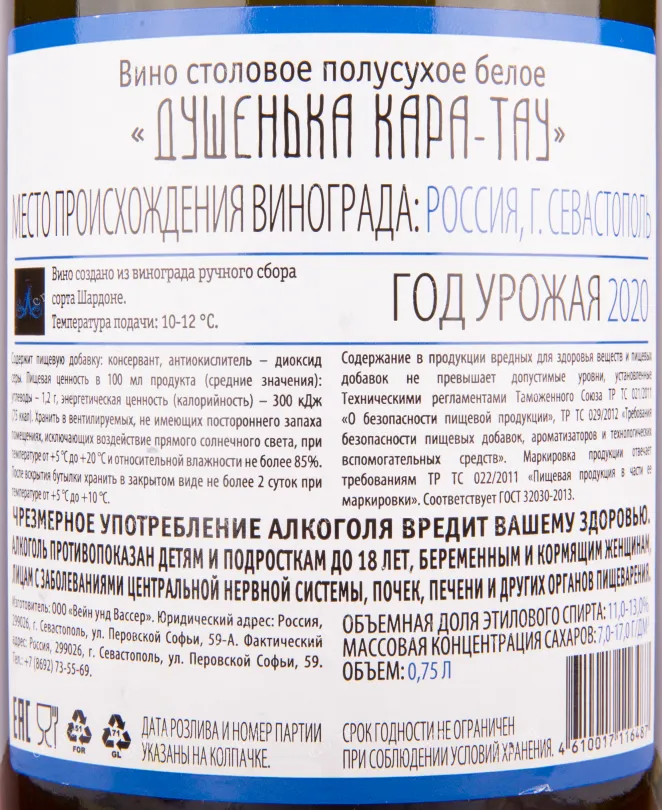 Вино столовое полусухое белое
«ДУШЕНЬКА КАРА-ТАУ»
МЕСТО ПРОИСХОЖДЕНИЯ ВИНОГРАДА: РОССИЯ, Г. СЕВАСТОПОЛЬ
Вино создано из винограда ручного сбора
сорта Шардоне.
Температура подачи: 10-12 °С.
ГОД УРОЖАЯ 2020
Содержит пищевую добавку: консервант, антиокислитель – диоксид
серы. Пищевая ценность в 100 мл продукта (средние значения):
углеводы – 1,2 г, энергетическая ценность (калорийность) – 300 кДж
(75 ккал). Хранить в вентилируемых, не имеющих постороннего запаха
помещениях, исключающих воздействие прямого солнечного света, при
температуре от +5 °С до +20 °С и относительной влажности не более 85%.
После вскрытия бутылки хранить в закрытом виде не более 2 суток при
температуре от +5 °С до +10 °С.
Содержание в продукции вредных для здоровья веществ и пищевых
добавок не превышает допустимые уровни, установленные
Техническими регламентами Таможенного Союза ТР ТС 021/2011
«О безопасности пищевой продукции», ТР ТС 029/2012 «Требования
безопасности пищевых добавок, ароматизаторов и технологических
вспомогательных средств». Маркировка продукции отвечает
требованиям ТР ТС 022/2011 «Пищевая продукция в части ее
маркировки». Соответствует ГОСТ 32030-2013.
ЧРЕЗМЕРНОЕ УПОТРЕБЛЕНИЕ АЛКОГОЛЯ ВРЕДИТ ВАШЕМУ ЗДОРОВЬЮ.
АЛКОГОЛЬ ПРОТИВОПОКАЗАН ДЕТЯМ И ПОДРОСТКАМ ДО 18 ЛЕТ, БЕРЕМЕННЫМ И КОРМЯЩИМ ЖЕНЩИНАМ,
ЛИЦАМ С ЗАБОЛЕВАНИЯМИ ЦЕНТРАЛЬНОЙ НЕРВНОЙ СИСТЕМЫ, ПОЧЕК, ПЕЧЕНИ И ДРУГИХ ОРГАНОВ ПИЩЕВАРЕНИЯ.
Изготовитель: ООО «Вейн унд Вассер». Юридический адрес: Россия,
299026, г. Севастополь, ул. Перовской Софьи, 59-А. Фактический
адрес: Россия, 299026, г. Севастополь, ул. Перовской Софьи, 59.
Тел.: +7 (8692) 73-55-69.
ОБЪЕМНАЯ ДОЛЯ ЭТИЛОВОГО СПИРТА: 11,0-13,0%
МАССОВАЯ КОНЦЕНТРАЦИЯ САХАРОВ: 7,0-17,0 Г/ДМ³
ОБЪЕМ: 0,75 Л
EAC
51
FOR
71
GL
ДАТА РОЗЛИВА И НОМЕР ПАРТИИ
УКАЗАНЫ НА КОЛПАЧКЕ.
СРОК ГОДНОСТИ НЕ ОГРАНИЧЕН
ПРИ СОБЛЮДЕНИИ УСЛОВИЙ ХРАНЕНИЯ.
4 610017 116487